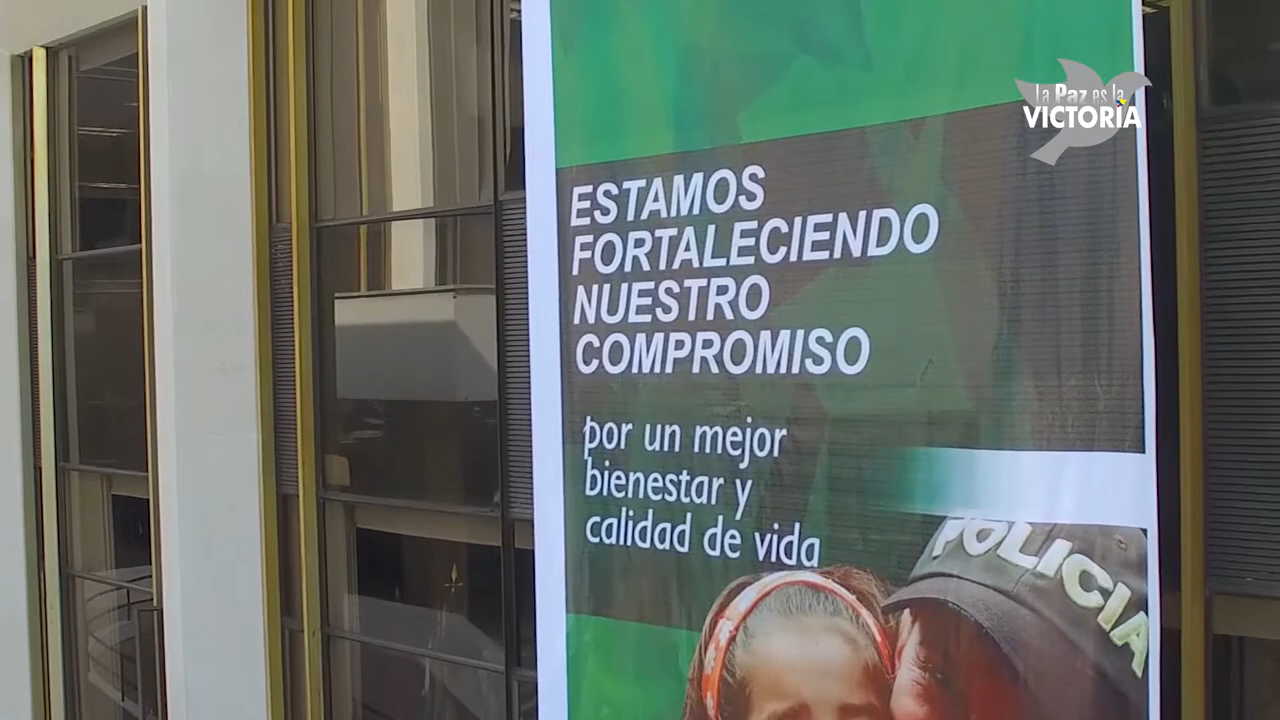 la Paz es la
VICTORIA
ESTAMOS
FORTALECIENDO
NUESTRO
COMPROMISO
por un mejor
bienestar y
calidad de vida
POLICIA